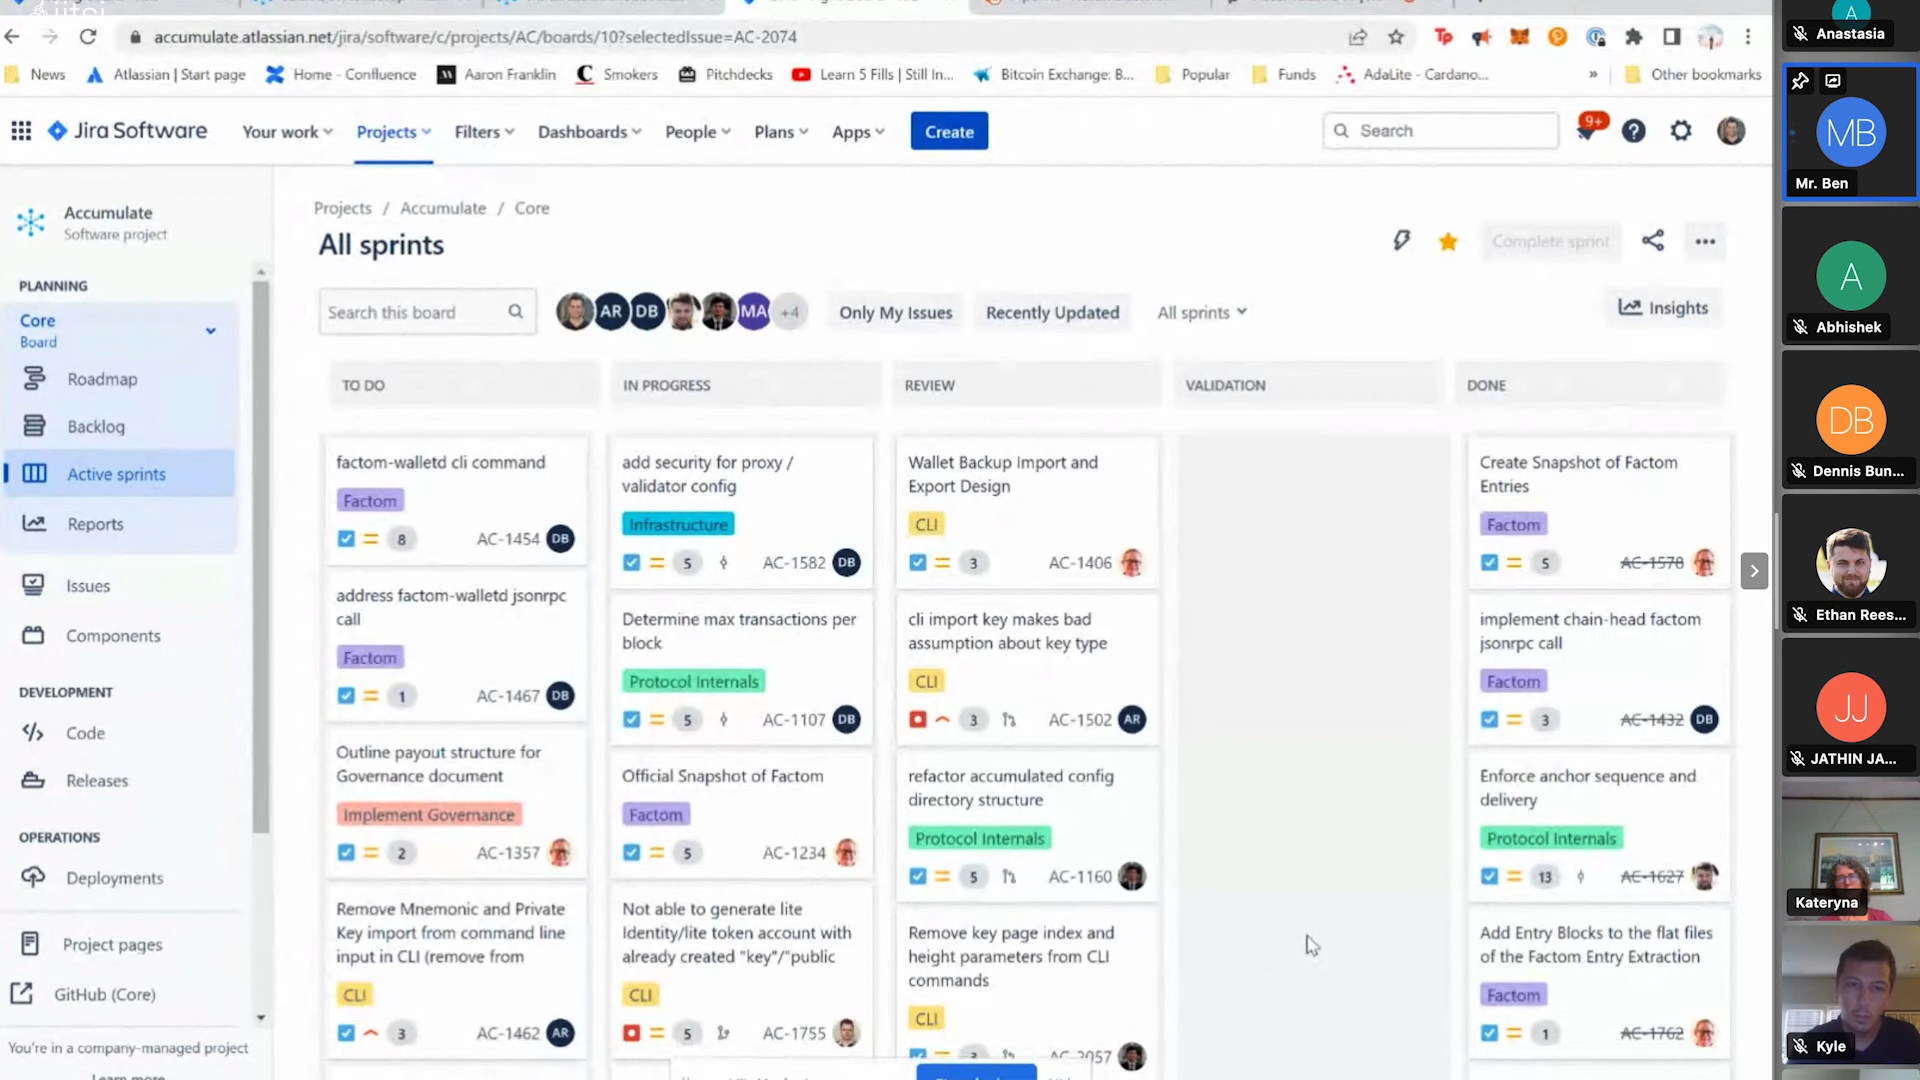 Jitsi
accumulate.atlassian.net/jira/software/c/projects/AC/boards/10?selectedIssue=AC-2074
News
Atlassian | Start page
Home - Confluence
Aaron Franklin
Smokers
Pitchdecks
Learn 5 Fills | Still In...
Bitcoin Exchange: B...
Popular
Funds
AdaLite - Cardano...
»
Other bookmarks
Jira Software
Your work
Projects
Filters
Dashboards
People
Plans
Apps
Create
Search
9+
Accumulate
Software project
PLANNING
Core
Board
Roadmap
Backlog
Active sprints
Reports
Issues
Components
DEVELOPMENT
Code
Releases
OPERATIONS
Deployments
Project pages
GitHub (Core)
You're in a company-managed project
Learn more
Projects / Accumulate / Core
All sprints
Complete sprint
Search this board
AR
DB
MA
+4
Only My Issues
Recently Updated
All sprints
Insights
TO DO
factom-walletd cli command
Factom
8 AC-1454 DB
address factom-walletd jsonrpc
call
Factom
1 AC-1467 DB
Outline payout structure for
Governance document
Implement Governance
2 AC-1357
Remove Mnemonic and Private
Key import from command line
input in CLI (remove from
CLI
3 AC-1462 AR
IN PROGRESS
add security for proxy /
validator config
Infrastructure
5 AC-1582 DB
Determine max transactions per
block
Protocol Internals
5 AC-1107 DB
Official Snapshot of Factom
Factom
5 AC-1234
Not able to generate lite
Identity/lite token account with
already created "key"/"public
CLI
5 AC-1755
REVIEW
Wallet Backup Import and
Export Design
CLI
3 AC-1406
cli import key makes bad
assumption about key type
CLI
3 AC-1502 AR
refactor accumulated config
directory structure
Protocol Internals
5 AC-1160
Remove key page index and
height parameters from CLI
commands
CLI
AC-2057
VALIDATION
DONE
Create Snapshot of Factom
Entries
Factom
5 AC-1578
implement chain-head factom
jsonrpc call
Factom
3 AC-1432 DB
Enforce anchor sequence and
delivery
Protocol Internals
13 AC-1627
Add Entry Blocks to the flat files
of the Factom Entry Extraction
Factom
1 AC-1762
A
Anastasia
MB
Mr. Ben
A
Abhishek
DB
Dennis Bun...
Ethan Rees...
JJ
JATHIN JA...
Kateryna
Kyle